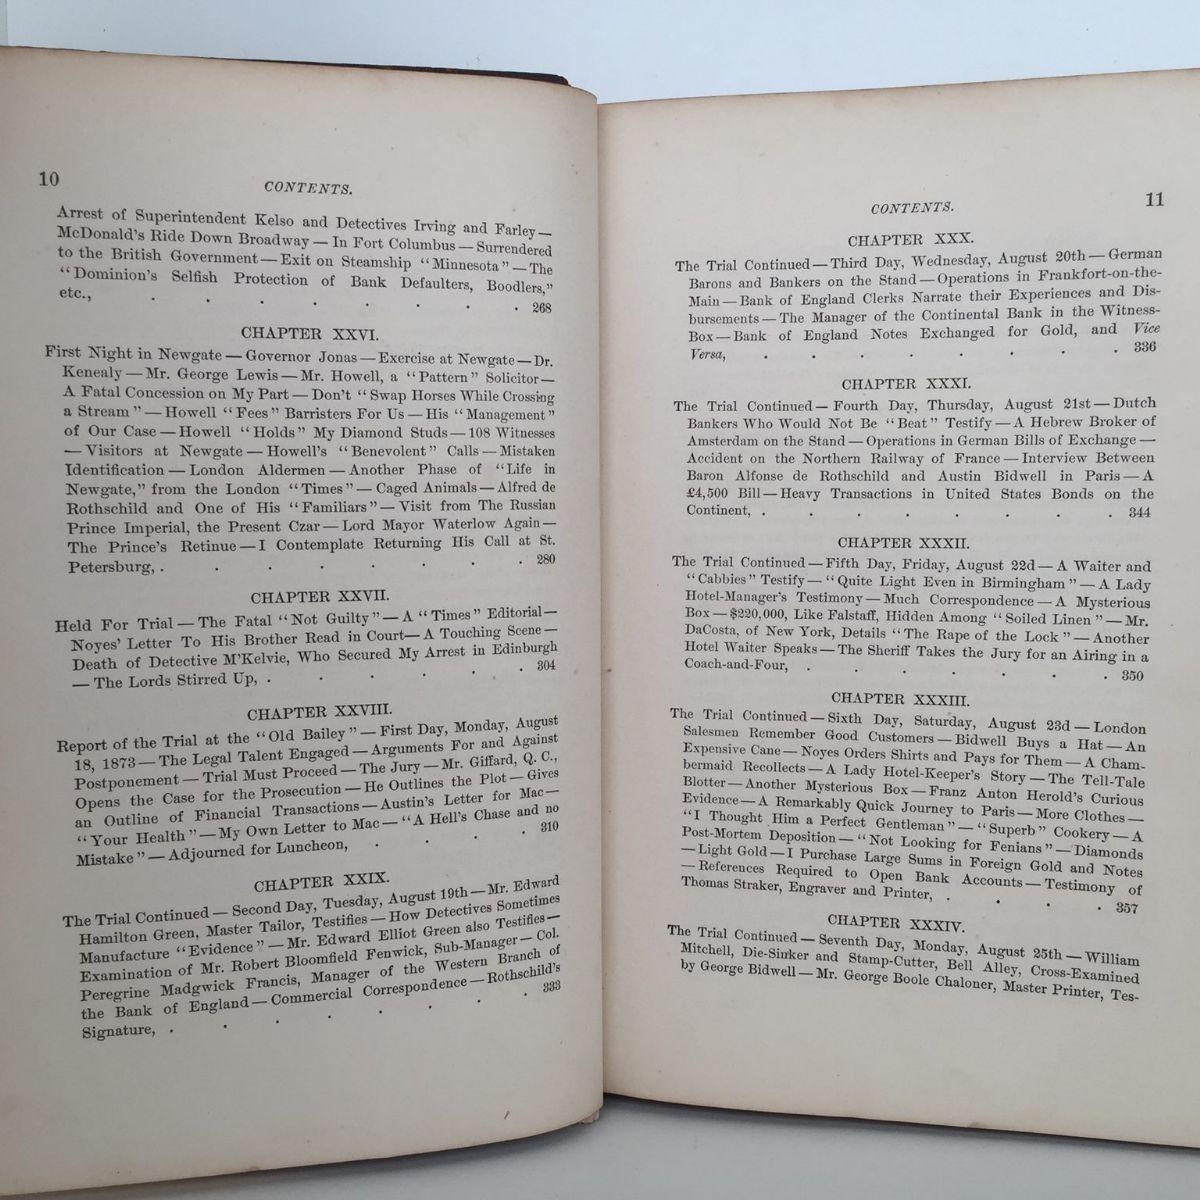 10
CONTENTS.
Arrest of Superintendent Kelso and Detectives Irving and Farley—
McDonald's Ride Down Broadway — In Fort Columbus — Surrendered
to the British Government — Exit on Steamship "Minnesota" — The
"Dominion's Selfish Protection of Bank Defaulters, Boodlers,"
etc., . . . . . . . . 268
CHAPTER XXVI.
First Night in Newgate — Governor Jonas — Exercise at Newgate — Dr.
Kenealy — Mr. George Lewis — Mr. Howell, a "Pattern" Solicitor —
A Fatal Concession on My Part — Don't "Swap Horses While Crossing
a Stream" — Howell "Fees" Barristers For Us — His "Management"
of Our Case — Howell "Holds" My Diamond Studs — 108 Witnesses
— Visitors at Newgate — Howell's "Benevolent" Calls — Mistaken
Identification — London Aldermen — Another Phase of "Life in
Newgate," from the London "Times" — Caged Animals — Alfred de
Rothschild and One of His "Familiars" — Visit from The Russian
Prince Imperial, the Present Czar — Lord Mayor Waterlow Again —
The Prince's Retinue — I Contemplate Returning His Call at St.
Petersburg, . . . . . . . . 280
CHAPTER XXVII.
Held For Trial — The Fatal "Not Guilty" — A "Times" Editorial —
Noyes' Letter To His Brother Read in Court — A Touching Scene —
Death of Detective M'Kelvie, Who Secured My Arrest in Edinburgh
— The Lords Stirred Up, . . . . . . 304
CHAPTER XXVIII.
Report of the Trial at the "Old Bailey" — First Day, Monday, August
18, 1873 — The Legal Talent Engaged — Arguments For and Against
Postponement — Trial Must Proceed — The Jury — Mr. Giffard, Q. C.,
Opens the Case for the Prosecution — He Outlines the Plot — Gives
an Outline of Financial Transactions — Austin's Letter for Mac —
"Your Health" — My Own Letter to Mac — "A Hell's Chase and no
Mistake" — Adjourned for Luncheon, . . . . 310
CHAPTER XXIX.
The Trial Continued — Second Day, Tuesday, August 19th — Mr. Edward
Hamilton Green, Master Tailor, Testifies — How Detectives Sometimes
Manufacture "Evidence" — Mr. Edward Elliot Green also Testifies —
Examination of Mr. Robert Bloomfield Fenwick, Sub-Manager — Col.
Peregrine Madgwick Francis, Manager of the Western Branch of
the Bank of England — Commercial Correspondence — Rothschild's
Signature, . . . . . . . . 333
CONTENTS.
11
CHAPTER XXX.
The Trial Continued — Third Day, Wednesday, August 20th — German
Barons and Bankers on the Stand — Operations in Frankfort-on-the-
Main — Bank of England Clerks Narrate their Experiences and Dis-
bursements — The Manager of the Continental Bank in the Witness-
Box — Bank of England Notes Exchanged for Gold, and Vice
Versa, . . . . . . . . 336
CHAPTER XXXI.
The Trial Continued — Fourth Day, Thursday, August 21st — Dutch
Bankers Who Would Not Be "Beat" Testify — A Hebrew Broker of
Amsterdam on the Stand — Operations in German Bills of Exchange —
Accident on the Northern Railway of France — Interview Between
Baron Alfonse de Rothschild and Austin Bidwell in Paris — A
£4,500 Bill — Heavy Transactions in United States Bonds on the
Continent, . . . . . . . . 344
CHAPTER XXXII.
The Trial Continued — Fifth Day, Friday, August 22d — A Waiter and
"Cabbies" Testify — "Quite Light Even in Birmingham" — A Lady
Hotel-Manager's Testimony — Much Correspondence — A Mysterious
Box — $220,000, Like Falstaff, Hidden Among "Soiled Linen" — Mr.
DaCosta, of New York, Details "The Rape of the Lock" — Another
Hotel Waiter Speaks — The Sheriff Takes the Jury for an Airing in a
Coach-and-Four, . . . . . . 350
CHAPTER XXXIII.
The Trial Continued — Sixth Day, Saturday, August 23d — London
Salesmen Remember Good Customers — Bidwell Buys a Hat — An
Expensive Cane — Noyes Orders Shirts and Pays for Them — A Cham-
bermaid Recollects — A Lady Hotel-Keeper's Story — The Tell-Tale
Blotter — Another Mysterious Box — Franz Anton Herold's Curious
Evidence — A Remarkably Quick Journey to Paris — More Clothes —
"I Thought Him a Perfect Gentleman" — "Superb" Cookery — A
Post-Mortem Deposition — "Not Looking for Fenians" — Diamonds
— Light Gold — I Purchase Large Sums in Foreign Gold and Notes
— References Required to Open Bank Accounts — Testimony of
Thomas Straker, Engraver and Printer, . . . . 357
CHAPTER XXXIV.
The Trial Continued — Seventh Day, Monday, August 25th — William
Mitchell, Die-Sinker and Stamp-Cutter, Bell Alley, Cross-Examined
by George Bidwell — Mr. George Boole Chaloner, Master Printer, Tes-